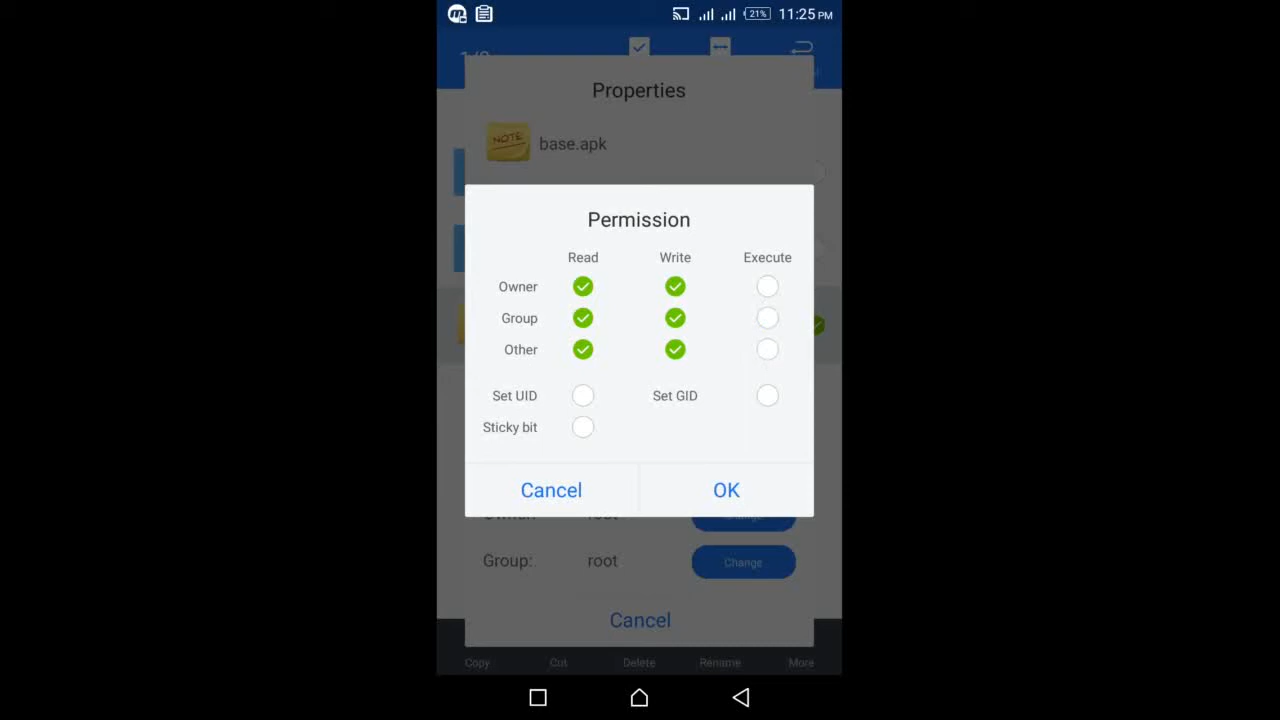 21% 11:25 PM
Properties
NOTE
base.apk
Permission
Read Write Execute
Owner
Group
Other
Set UID Set GID
Sticky bit
Cancel OK
Group: root Change
Cancel
Copy Cut Delete Rename More